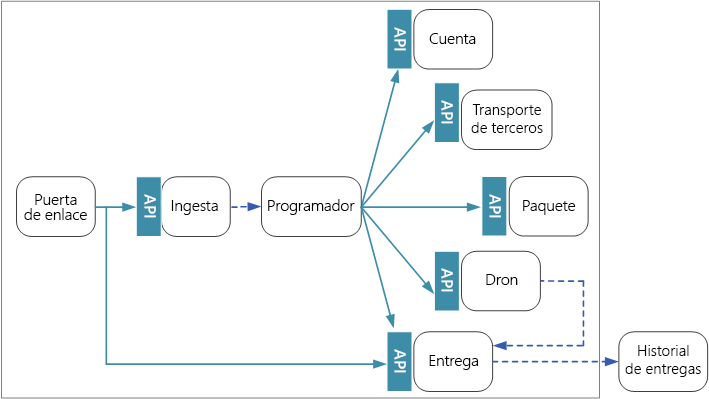 API
Cuenta
API
Transporte
de terceros
Puerta
de enlace
API
Ingesta
Programador
API
Paquete
API
Dron
API
Entrega
Historial
de entregas